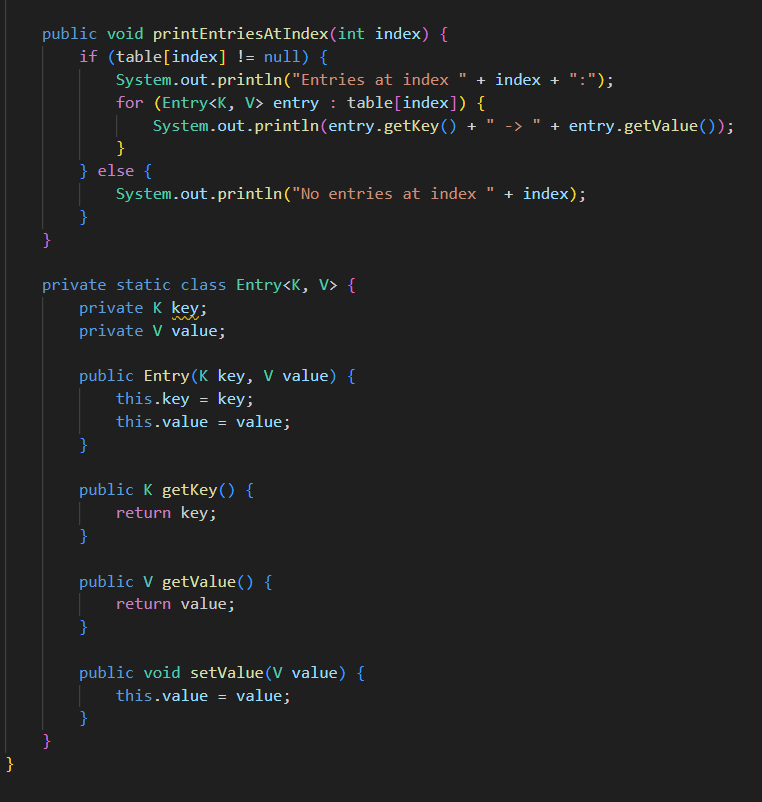 public void printEntriesAtIndex(int index) {
if (table[index] != null) {
System.out.println("Entries at index " + index + ":");
for (Entry<K, V> entry : table[index]) {
System.out.println(entry.getKey() + " -> " + entry.getValue());
}
} else {
System.out.println("No entries at index " + index);
}
}
private static class Entry<K, V> {
private K key;
private V value;
public Entry(K key, V value) {
this.key = key;
this.value = value;
}
public K getKey() {
return key;
}
public V getValue() {
return value;
}
public void setValue(V value) {
this.value = value;
}
}
}